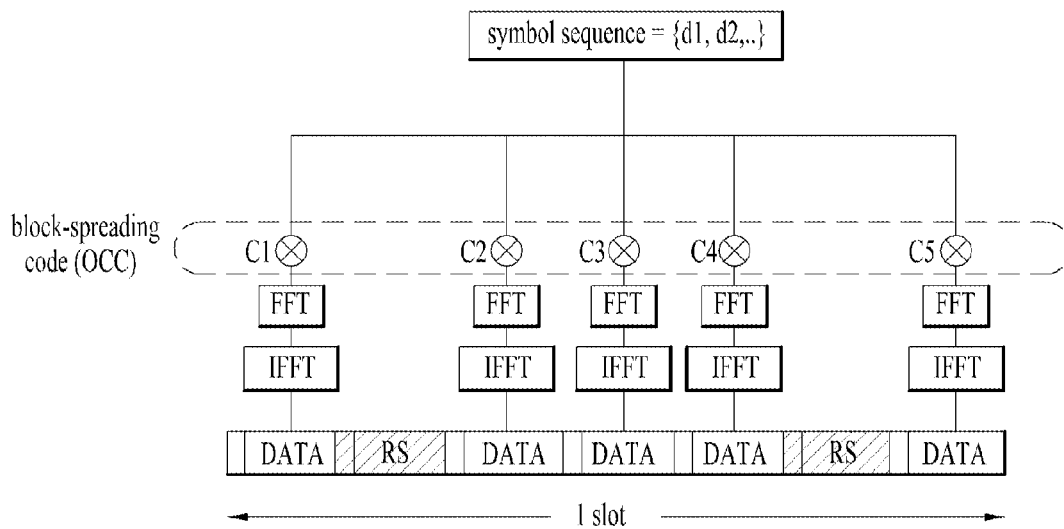 symbol sequence = {d1, d2,..}
block-spreading
code (OCC)
C1 C2 C3 C4 C5
FFT FFT FFT FFT FFT
IFFT IFFT IFFT IFFT IFFT
DATA RS DATA DATA DATA RS DATA
1 slot